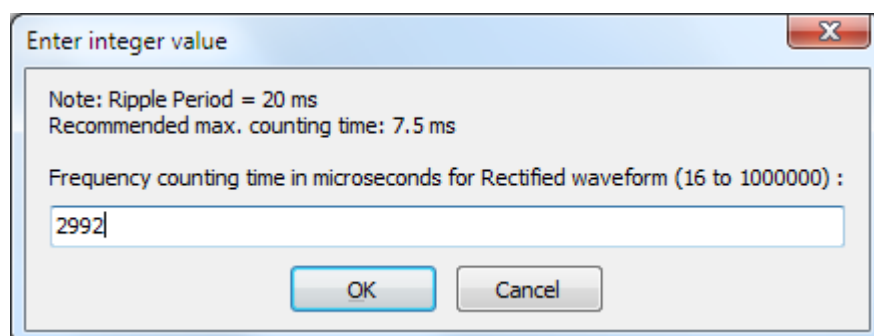 Enter integer value
Note: Ripple Period = 20 ms
Recommended max. counting time: 7.5 ms
Frequency counting time in microseconds for Rectified waveform (16 to 1000000) :
2992
OK
Cancel